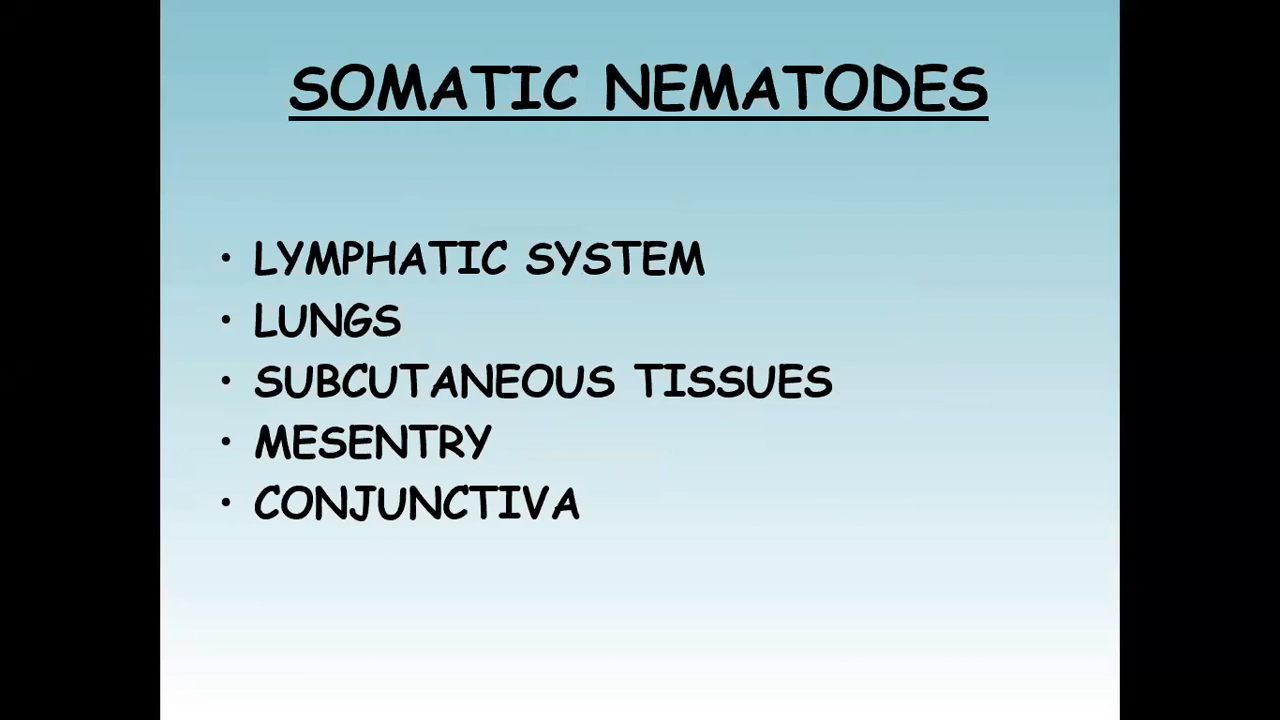 SOMATIC NEMATODES
• LYMPHATIC SYSTEM
• LUNGS
• SUBCUTANEOUS TISSUES
• MESENTRY
• CONJUNCTIVA